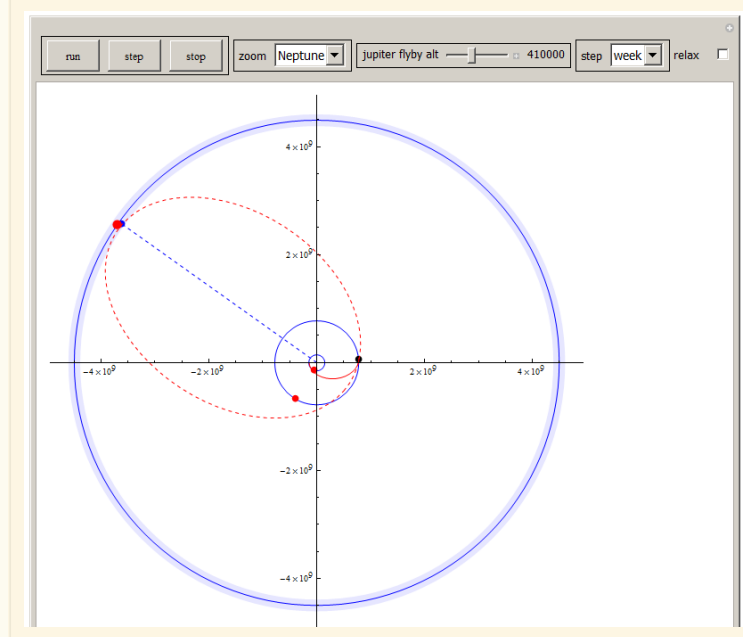 run step stop zoom Neptune jupiter flyby alt 410000 step week relax
4×10⁹
2×10⁹
−4×10⁹ −2×10⁹ 2×10⁹ 4×10⁹
−2×10⁹
−4×10⁹